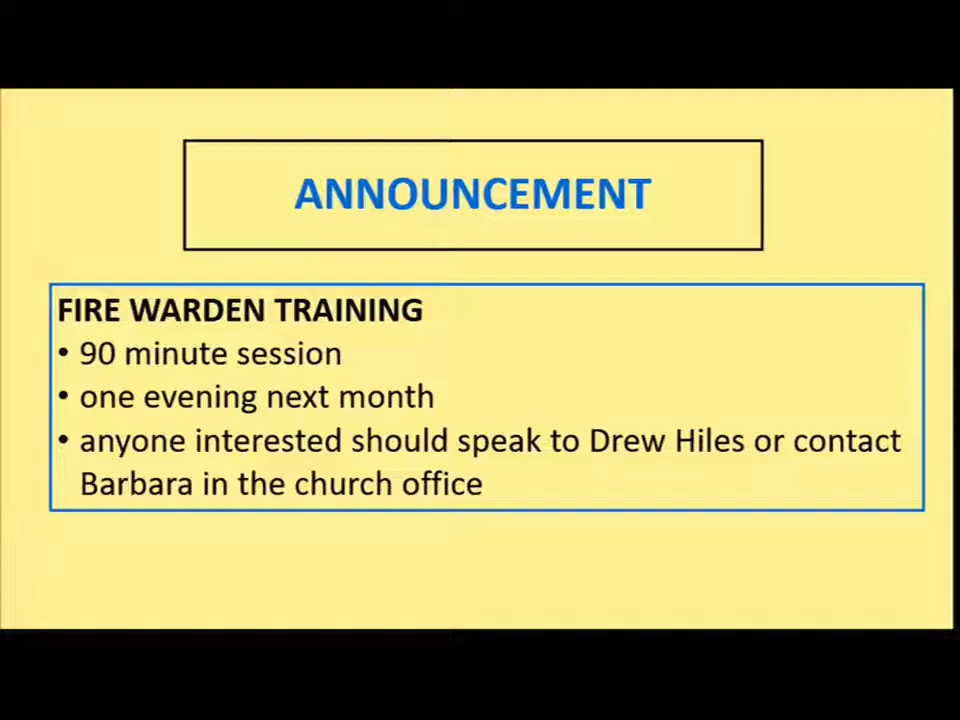 ANNOUNCEMENT
FIRE WARDEN TRAINING
• 90 minute session
• one evening next month
• anyone interested should speak to Drew Hiles or contact
Barbara in the church office